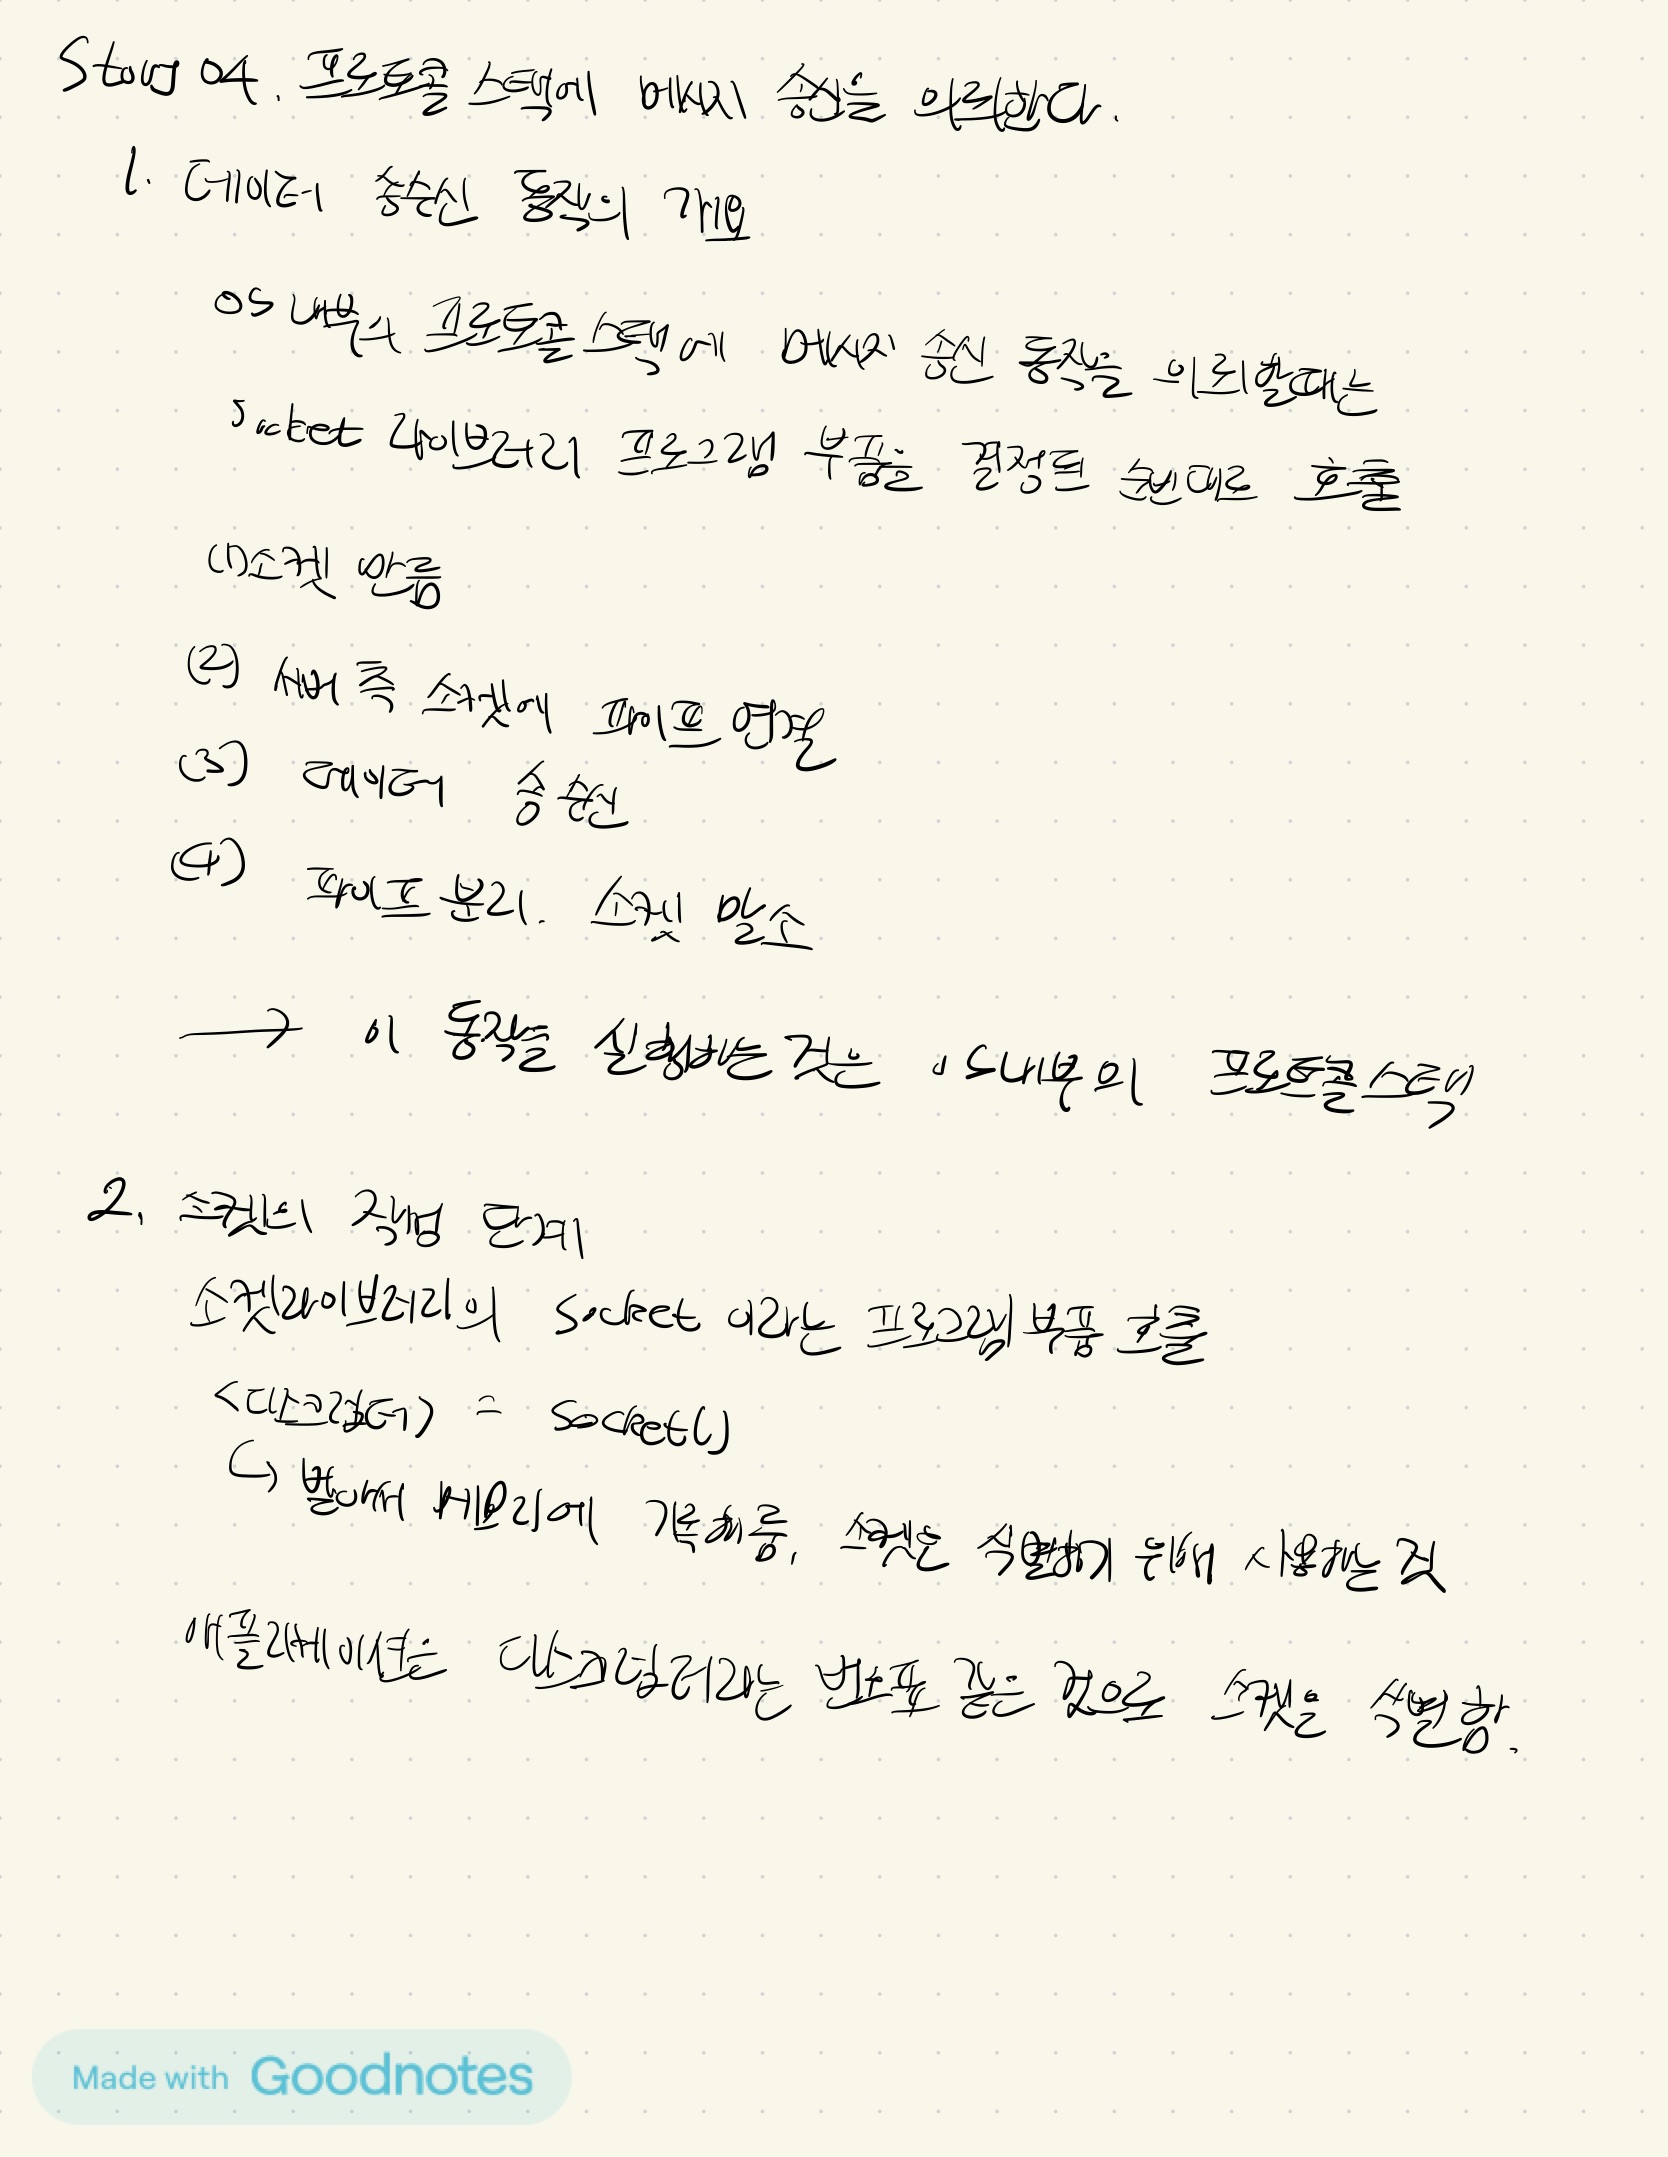 Story 04. 프로토콜 스택에 메시지 송신을 의뢰한다.
1. 데이터 송수신 동작의 개요
OS 내부의 프로토콜 스택에 메시지 송신 동작을 의뢰할때는
Socket 라이브러리 프로그램 부품을 결정된 순번대로 호출
(1) 소켓 만듬
(2) 서버 측 소켓에 파이프 연결
(3) 데이터 송수신
(4) 파이프 분리. 소켓 말소
→ 이 동작을 실행하는 것은 OS내부의 프로토콜 스택
2. 소켓의 작업 단계
소켓라이브러리의 Socket 이라는 프로그램 부품 호출
<디스크립터> = Socket()
↳ 받아서 메모리에 기록해둠, 소켓을 식별하기 위해 사용하는 것
애플리케이션은 디스크립터라는 번호표 같은 것으로 소켓을 식별함.
Made with Goodnotes